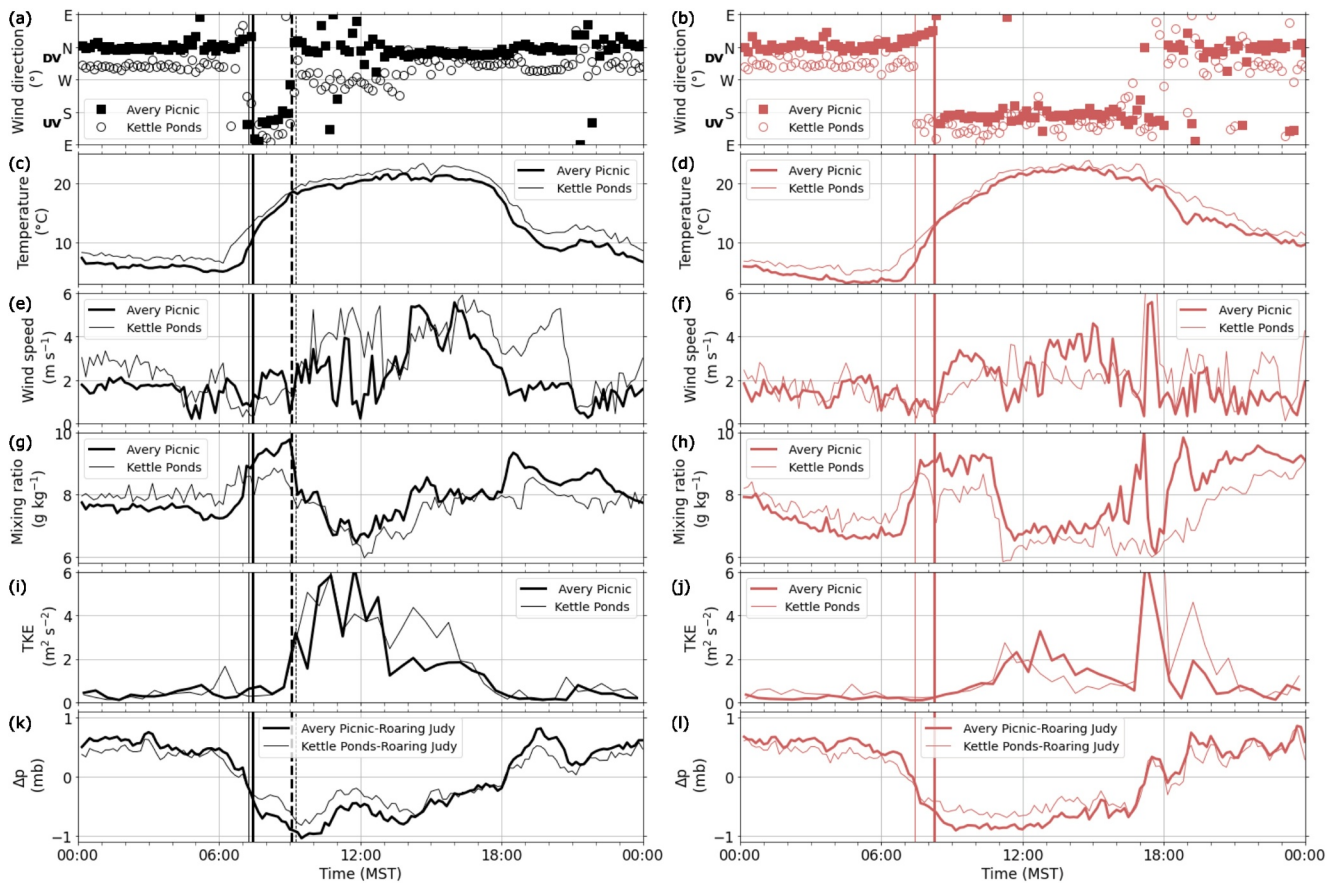 (a)
Wind direction
(°)
E
N
DV
W
S
UV
E
Avery Picnic
Kettle Ponds
(b)
Wind direction
(°)
E
N
DV
W
S
UV
E
Avery Picnic
Kettle Ponds
(c)
Temperature
(°C)
20
10
Avery Picnic
Kettle Ponds
(d)
Temperature
(°C)
20
10
Avery Picnic
Kettle Ponds
(e)
Wind speed
(m s−1)
6
4
2
0
Avery Picnic
Kettle Ponds
(f)
Wind speed
(m s−1)
6
4
2
0
Avery Picnic
Kettle Ponds
(g)
Mixing ratio
(g kg−1)
10
8
6
Avery Picnic
Kettle Ponds
(h)
Mixing ratio
(g kg−1)
10
8
6
Avery Picnic
Kettle Ponds
(i)
TKE
(m2 s−2)
6
4
2
0
Avery Picnic
Kettle Ponds
(j)
TKE
(m2 s−2)
6
4
2
0
Avery Picnic
Kettle Ponds
(k)
Δp
(mb)
1
0
−1
Avery Picnic-Roaring Judy
Kettle Ponds-Roaring Judy
(l)
Δp
(mb)
1
0
−1
Avery Picnic-Roaring Judy
Kettle Ponds-Roaring Judy
00:00 06:00 12:00 18:00 00:00
Time (MST)
00:00 06:00 12:00 18:00 00:00
Time (MST)